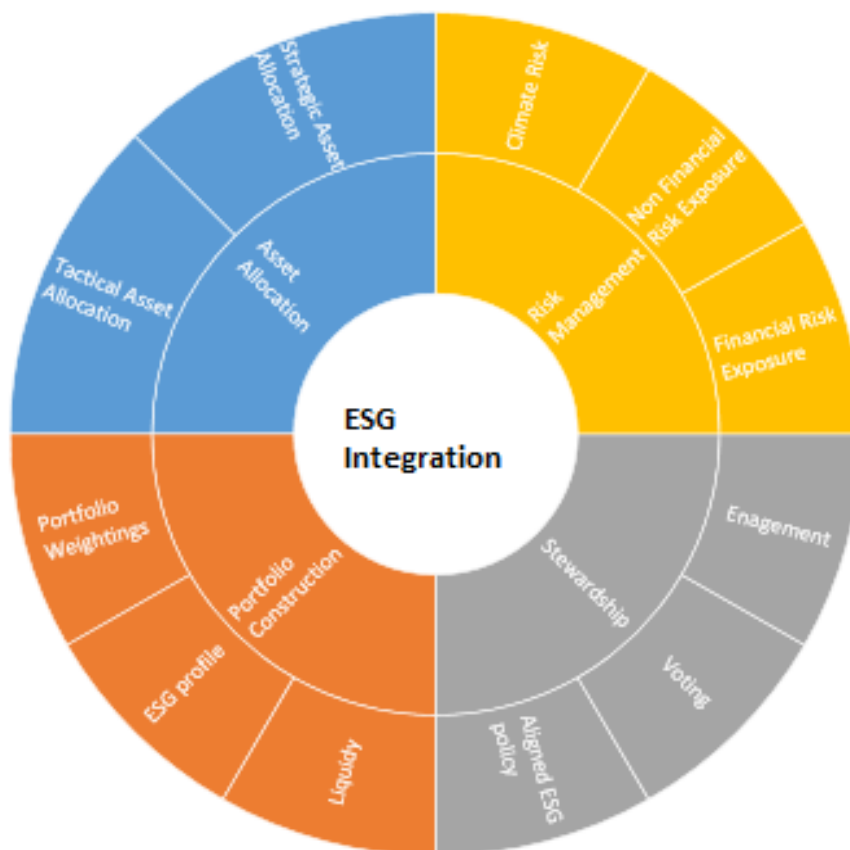 ESG
Integration
Risk
Management
Climate Risk
Non Financial
Risk Exposure
Financial Risk
Exposure
Stewardship
Enagement
Voting
Aligned ESG
policy
Portfolio
Construction
Liquidy
ESG profile
Portfolio
Weightings
Asset
Allocation
Tactical Asset
Allocation
Strategic Asset
Allocation